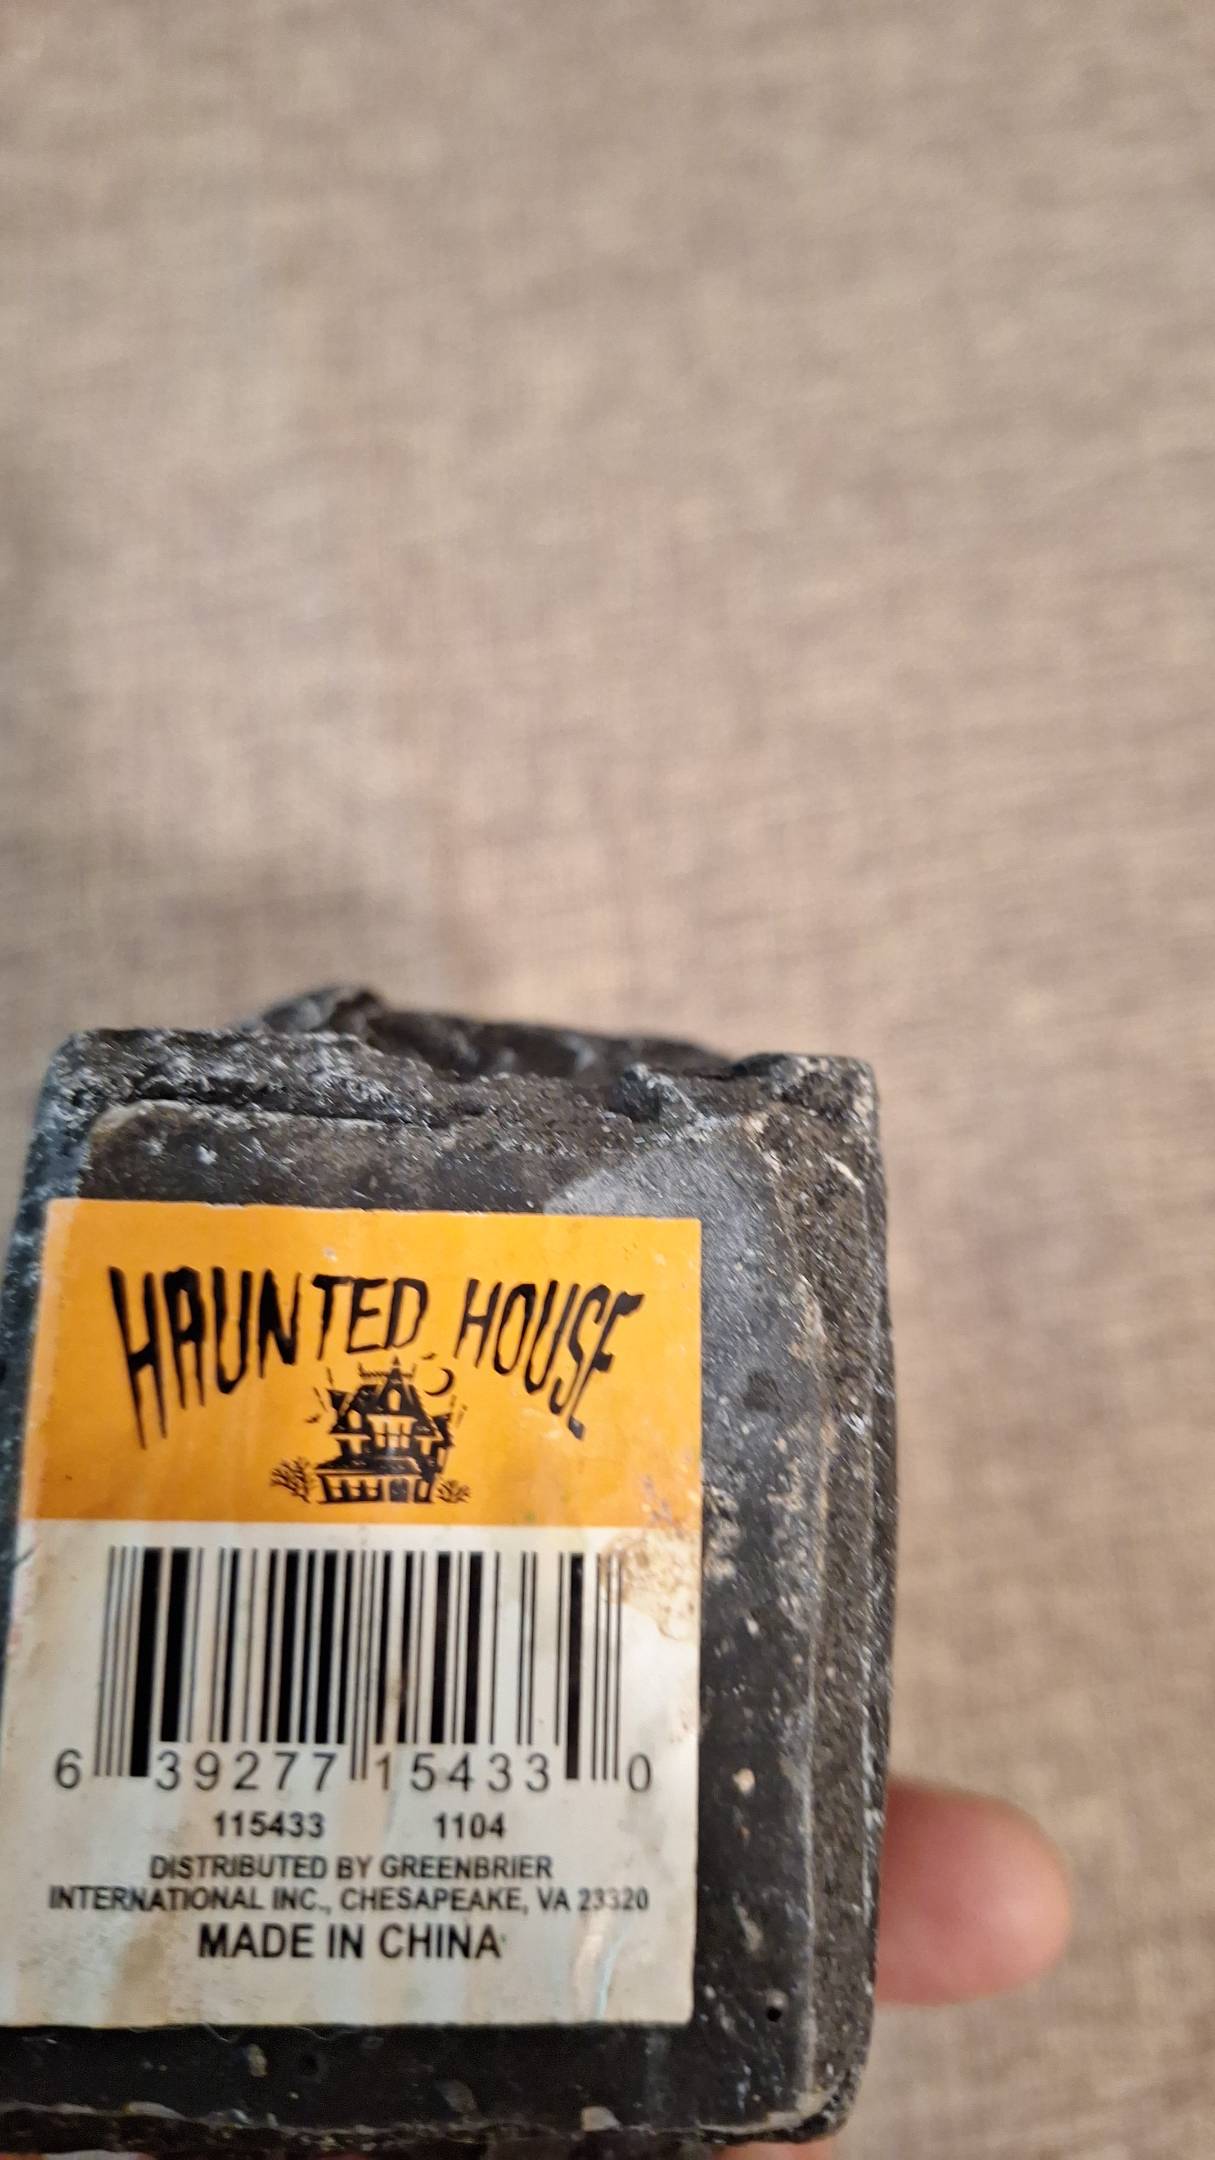 HAUNTED HOUSE
6 39277 15433 0
115433 1104
DISTRIBUTED BY GREENBRIER
INTERNATIONAL INC., CHESAPEAKE, VA 23320
MADE IN CHINA